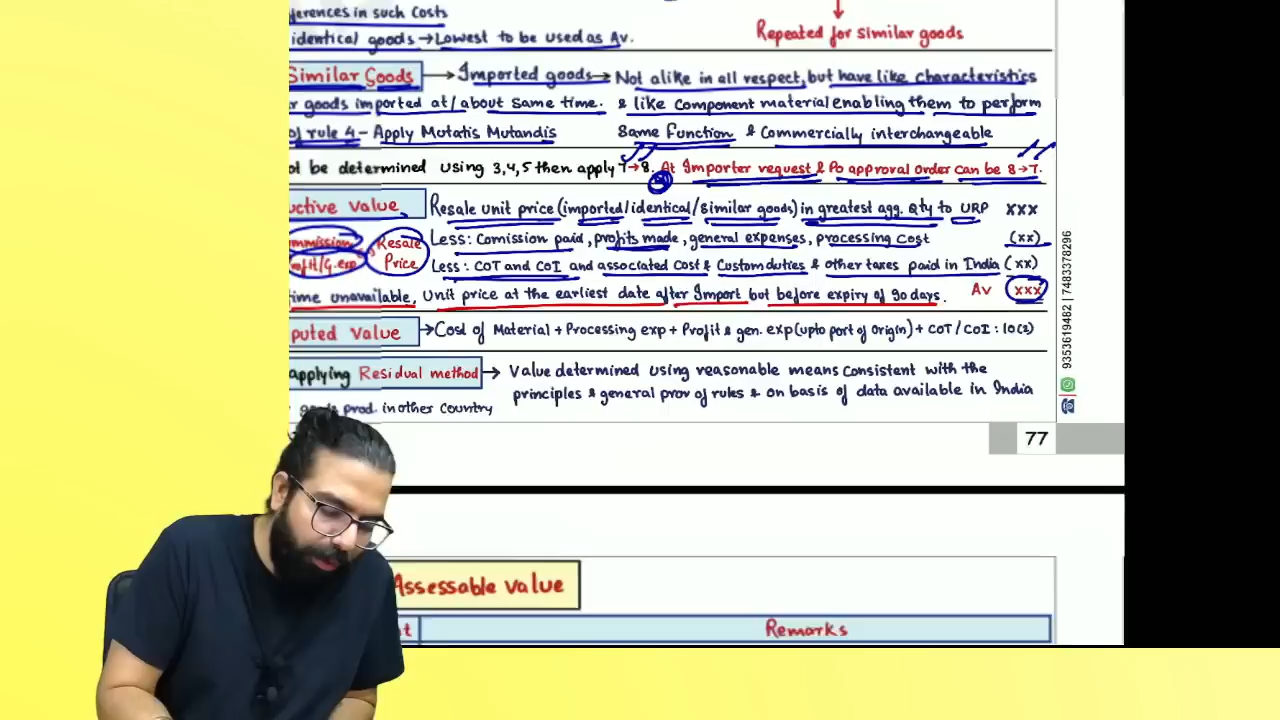 ferences in such Costs
identical goods → Lowest to be used as Av.
Repeated for similar goods
Similar Goods → Imported goods → Not alike in all respect, but have like characteristics
r goods imported at/about Same time. & like Component material enabling them to perform
of rule 4 - Apply Mutatis Mutandis Same Function & Commercially interchangeable
ot be determined using 3,4,5 then apply 7→8. At Importer request & Po approval order can be 8→7.
uctive value Resale unit price (imported/identical/similar goods) in greatest agg. Qty to URP XXX
ommission Resale Less: Comission paid, profits made, general expenses, processing Cost (XX)
ofit/G.exp Price Less: COT and COI and associated Cost & Custom duties & other taxes paid in India (XX)
time unavailable, Unit price at the earliest date after Import but before expiry of 90 days. Av XXX
puted Value → Cost of Material + Processing exp + Profit & gen. exp (upto port of Origin) + COT/COI: 10(2)
applying Residual method → Value determined using reasonable means Consistent with the
principles & general prov of rules & on basis of data available in India
goods prod. in other Country
9353619482 | 7483378296
77
Assessable value
t Remarks